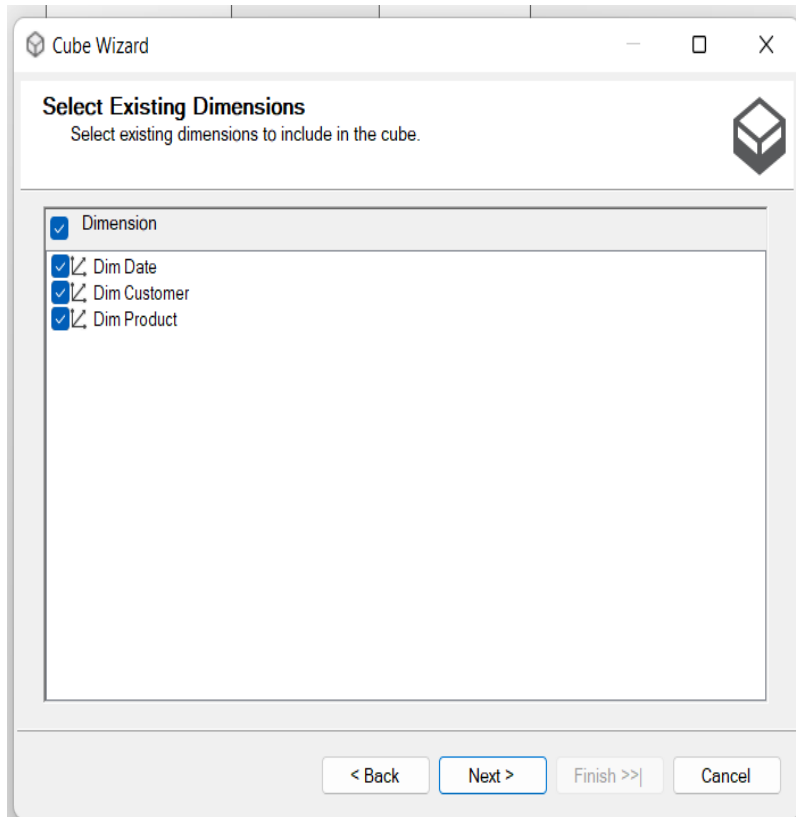 Cube Wizard
Select Existing Dimensions
Select existing dimensions to include in the cube.
Dimension
Dim Date
Dim Customer
Dim Product
< Back Next > Finish >>| Cancel